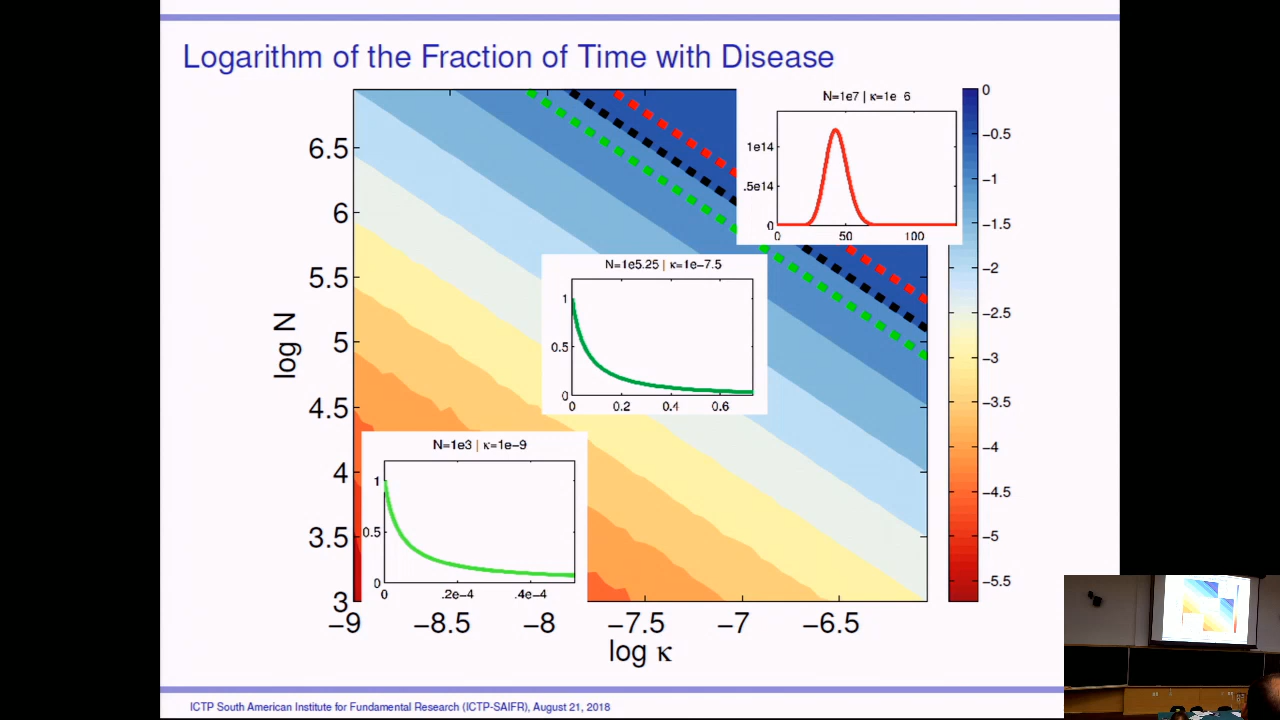 Logarithm of the Fraction of Time with Disease
N=1e7 | κ=1e 6
1e14
.5e14
0
0 50 100
N=1e5.25 | κ=1e−7.5
1
0.5
0
0 0.2 0.4 0.6
N=1e3 | κ=1e−9
1
0.5
0
0 .2e−4 .4e−4
log N
6.5
6
5.5
5
4.5
4
3.5
3
−9 −8.5 −8 −7.5 −7 −6.5
log κ
0
−0.5
−1
−1.5
−2
−2.5
−3
−3.5
−4
−4.5
−5
−5.5
ICTP South American Institute for Fundamental Research (ICTP-SAIFR), August 21, 2018